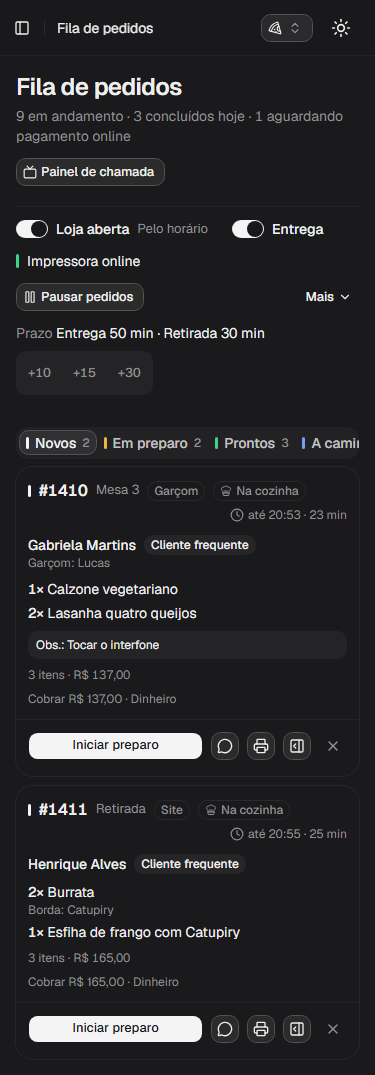 Fila de pedidos
Fila de pedidos
9 em andamento · 3 concluídos hoje · 1 aguardando
pagamento online
Painel de chamada
Loja aberta Pelo horário Entrega
Impressora online
Pausar pedidos Mais
Prazo Entrega 50 min · Retirada 30 min
+10 +15 +30
Novos 2 Em preparo 2 Prontos 3 A camin
#1410 Mesa 3 Garçom Na cozinha
até 20:53 · 23 min
Gabriela Martins Cliente frequente
Garçom: Lucas
1× Calzone vegetariano
2× Lasanha quatro queijos
Obs.: Tocar o interfone
3 itens · R$ 137,00
Cobrar R$ 137,00 · Dinheiro
Iniciar preparo
#1411 Retirada Site Na cozinha
até 20:55 · 25 min
Henrique Alves Cliente frequente
2× Burrata
Borda: Catupiry
1× Esfiha de frango com Catupiry
3 itens · R$ 165,00
Cobrar R$ 165,00 · Dinheiro
Iniciar preparo